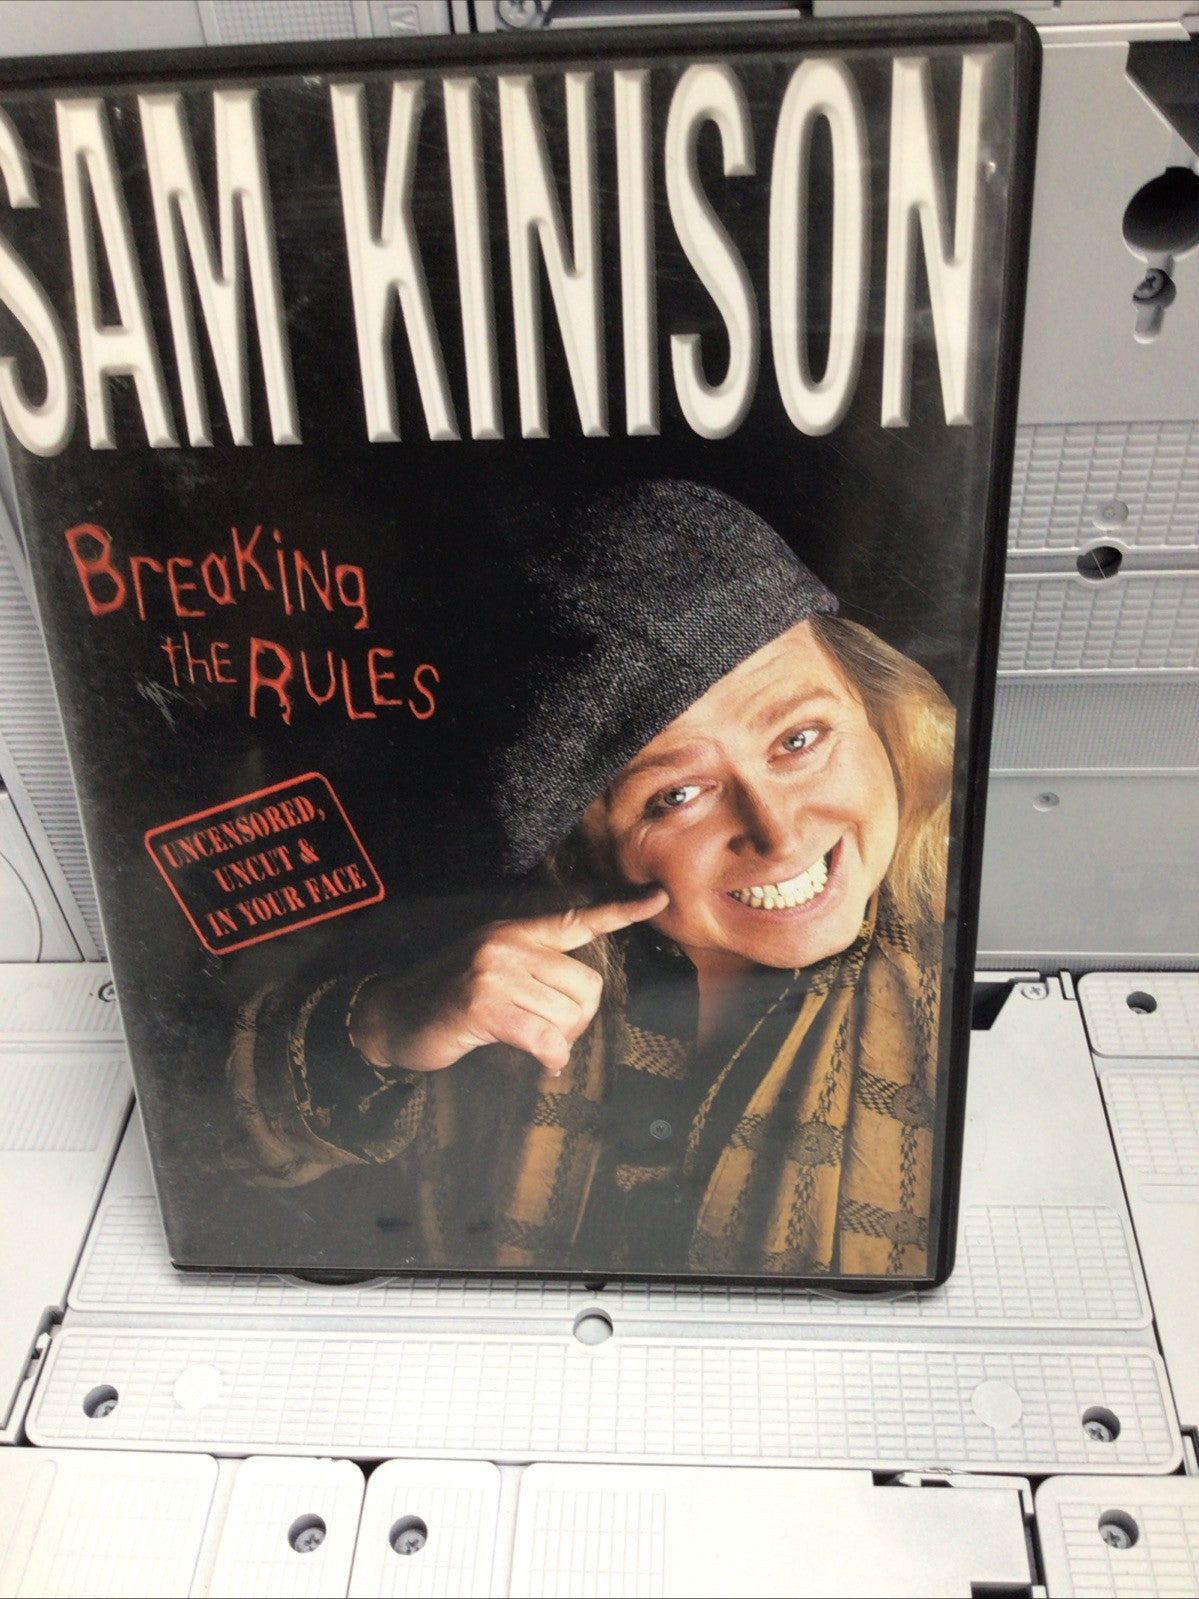 SAM KINISON
BreaKiNg
tHE RULES
UNCENSORED,
UNCUT &
IN YOUR FACE